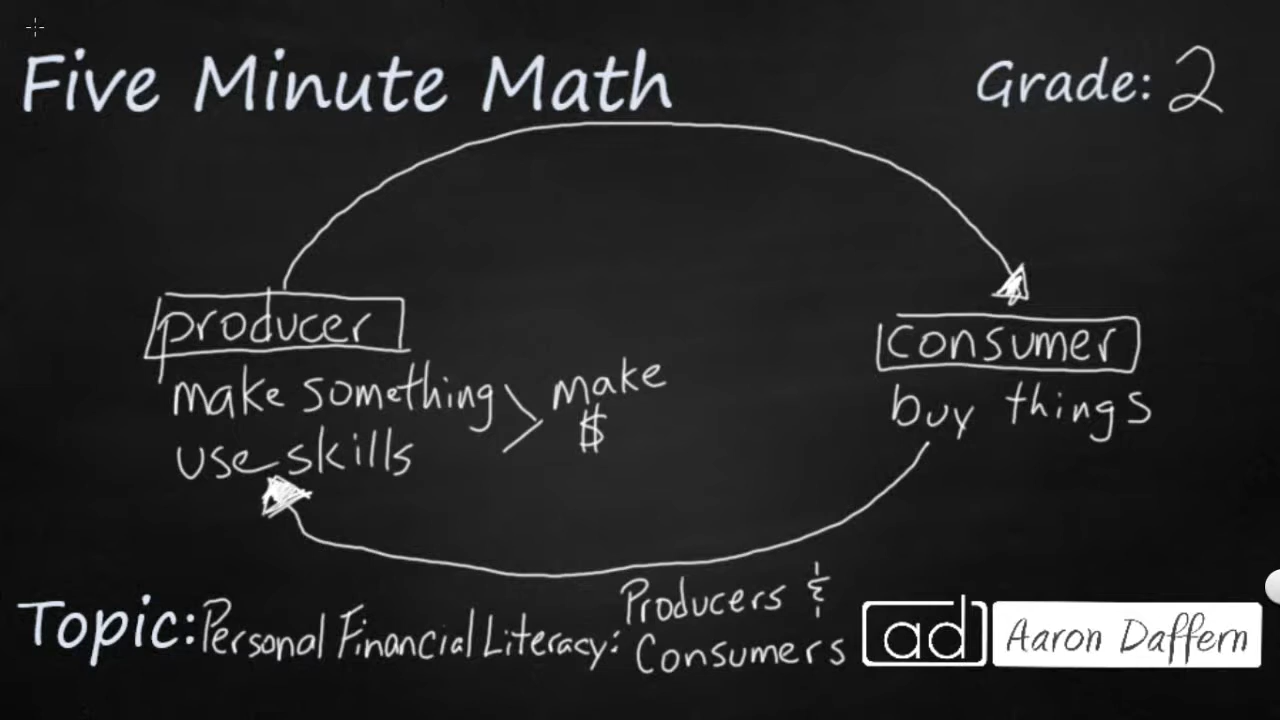 Five Minute Math
Grade: 2
producer
make something
use skills
make
$
consumer
buy things
Topic: Personal Financial Literacy: Producers &
Consumers
ad Aaron Daffern